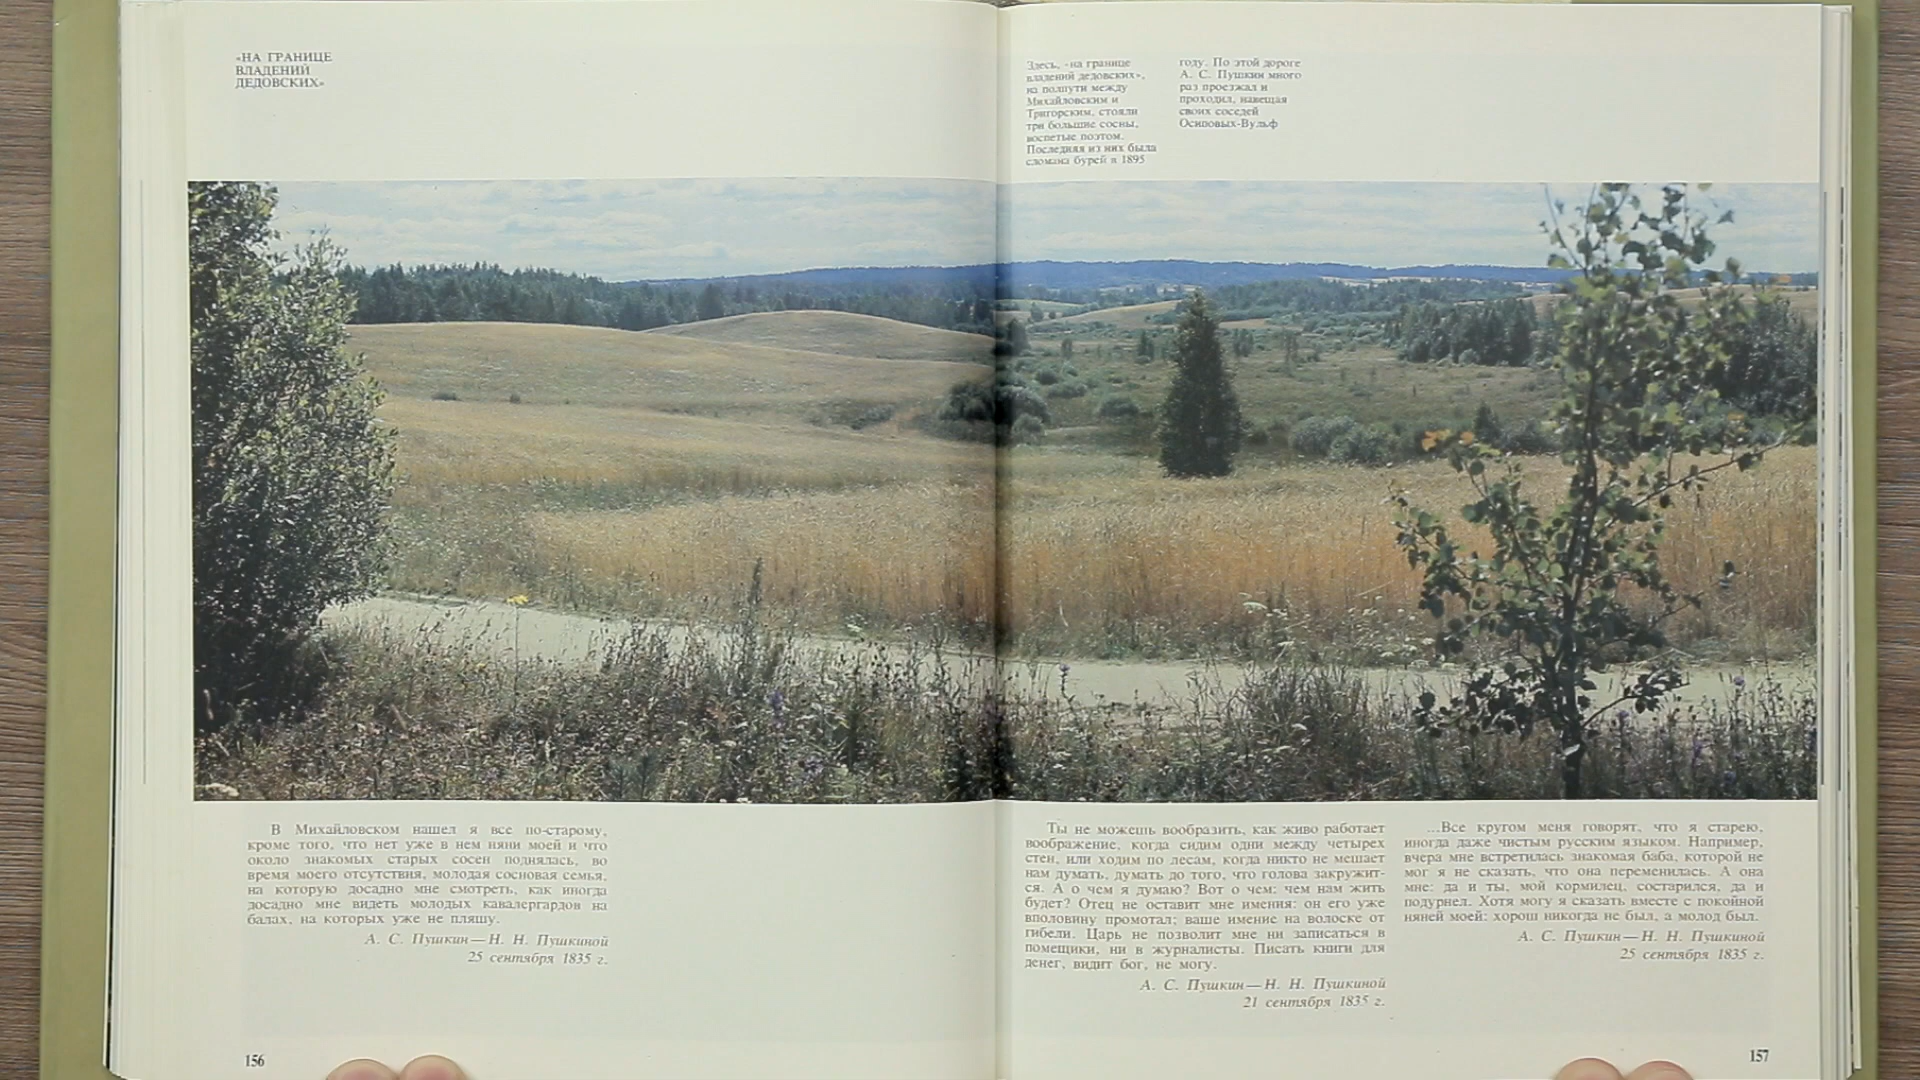 «НА ГРАНИЦЕ
ВЛАДЕНИЙ
ДЕДОВСКИХ»
Здесь, «на границе
владений дедовских»,
на полпути между
Михайловским и
Тригорским, стояли
три большие сосны,
воспетые поэтом.
Последняя из них была
сломана бурей в 1895
году. По этой дороге
А. С. Пушкин много
раз проезжал и
проходил, навещая
своих соседей
Осиповых-Вульф
В Михайловском нашел я все по-старому,
кроме того, что нет уже в нем няни моей и что
около знакомых старых сосен поднялась, во
время моего отсутствия, молодая сосновая семья,
на которую досадно мне смотреть, как иногда
досадно мне видеть молодых кавалергардов на
балах, на которых уже не пляшу.
А. С. Пушкин — Н. Н. Пушкиной
25 сентября 1835 г.
Ты не можешь вообразить, как живо работает
воображение, когда сидим одни между четырех
стен, или ходим по лесам, когда никто не мешает
нам думать, думать до того, что голова закружит-
ся. А о чем я думаю? Вот о чем: чем нам жить
будет? Отец не оставит мне имения: он его уже
вполовину промотал; ваше имение на волоске от
гибели. Царь не позволит мне ни записаться в
помещики, ни в журналисты. Писать книги для
денег, видит бог, не могу.
А. С. Пушкин — Н. Н. Пушкиной
21 сентября 1835 г.
...Все кругом меня говорят, что я старею,
иногда даже чистым русским языком. Например,
вчера мне встретилась знакомая баба, которой не
мог я не сказать, что она переменилась. А она
мне: да и ты, мой кормилец, состарился, да и
подурнел. Хотя могу я сказать вместе с покойной
няней моей: хорош никогда не был, а молод был.
А. С. Пушкин — Н. Н. Пушкиной
25 сентября 1835 г.
156
157